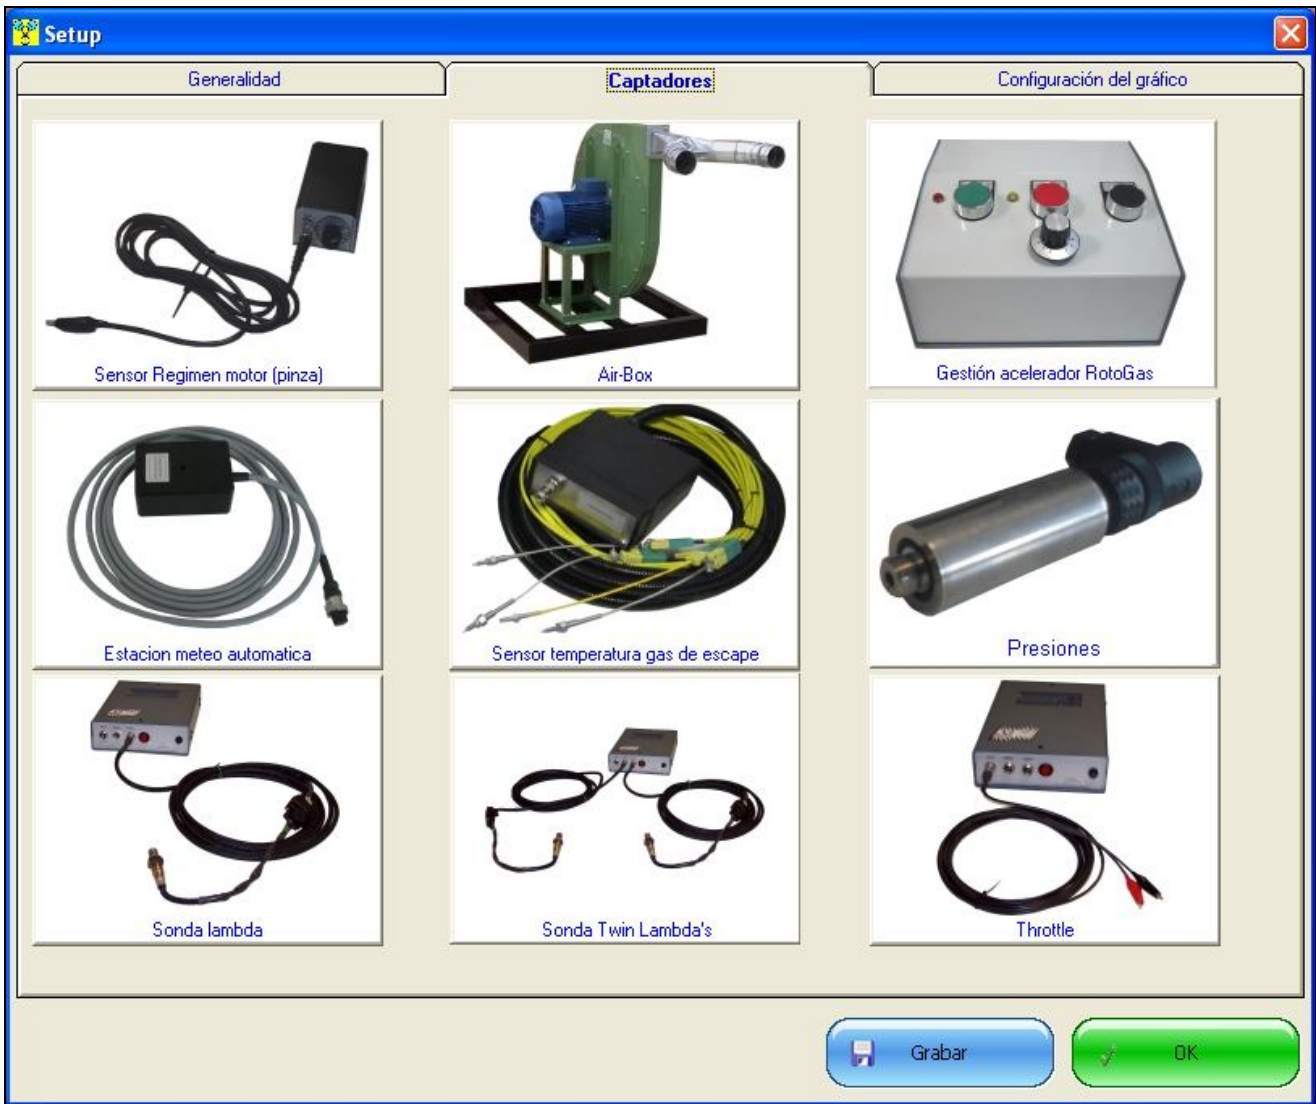 Setup
Generalidad
Captadores
Configuración del gráfico
Sensor Regimen motor (pinza)
Air-Box
Gestión acelerador RotoGas
Estacion meteo automatica
Sensor temperatura gas de escape
Presiones
Sonda lambda
Sonda Twin Lambda's
Throttle
Grabar
OK